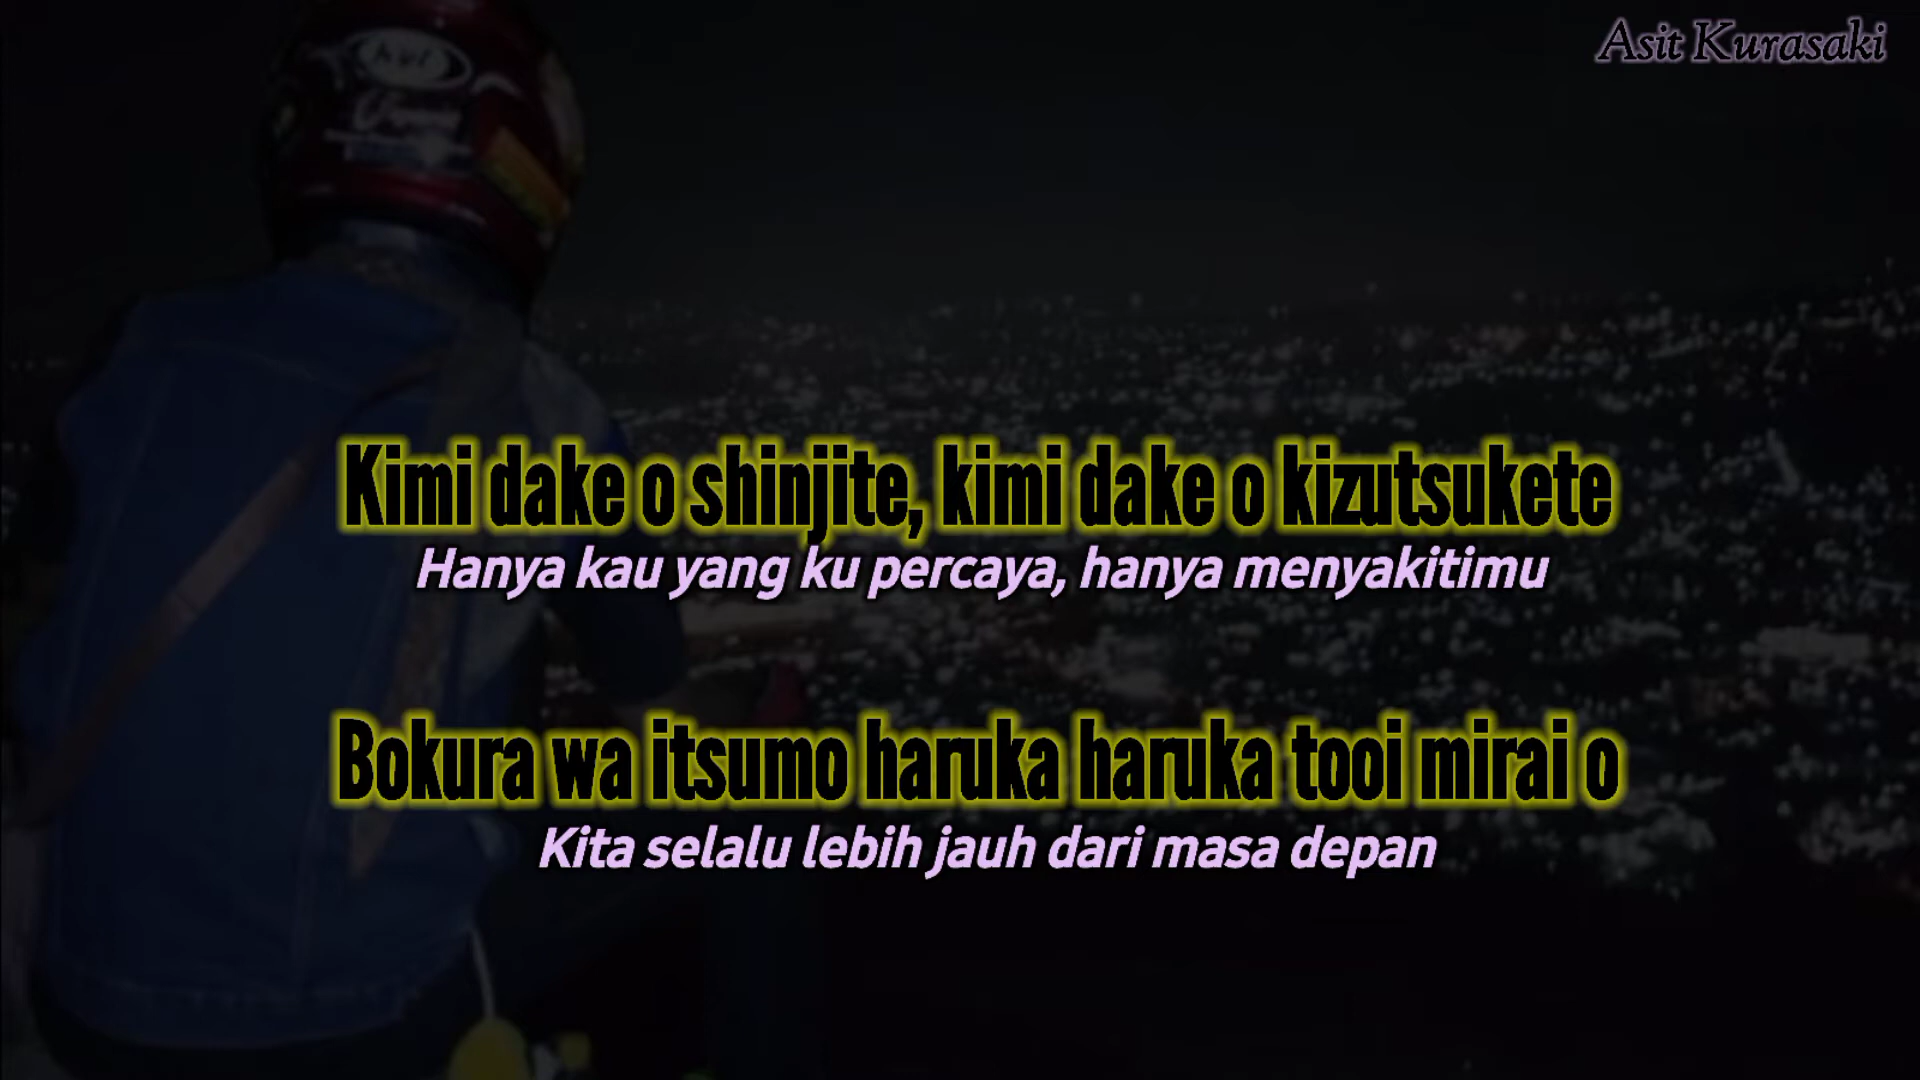 Asit Kurasaki
Kimi dake o shinjite, kimi dake o kizutsukete
Hanya kau yang ku percaya, hanya menyakitimu
Bokura wa itsumo haruka haruka tooi mirai o
Kita selalu lebih jauh dari masa depan